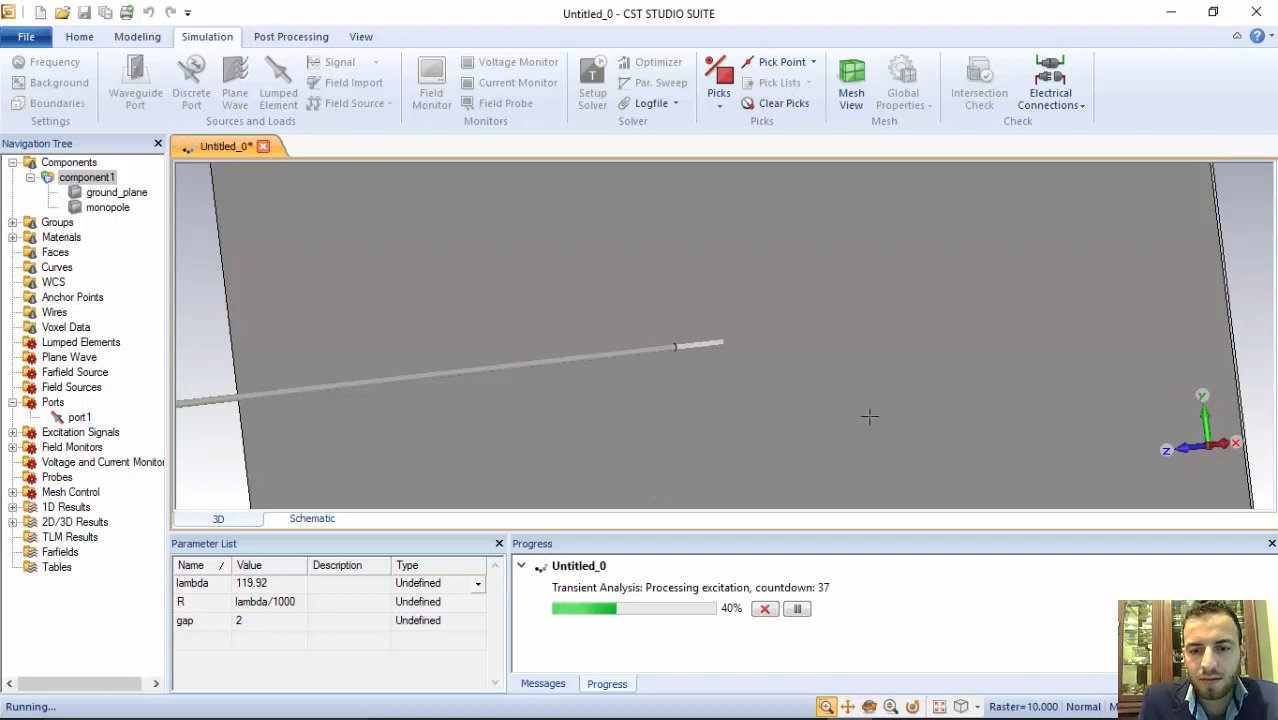 Untitled_0 - CST STUDIO SUITE
File Home Modeling Simulation Post Processing View
Frequency
Background
Boundaries
Settings
Waveguide Port
Discrete Port
Plane Wave
Lumped Element
Signal
Field Import
Field Source
Sources and Loads
Field Monitor
Voltage Monitor
Current Monitor
Field Probe
Monitors
Setup Solver
Optimizer
Par. Sweep
Logfile
Solver
Picks
Pick Point
Pick Lists
Clear Picks
Picks
Mesh View
Global Properties
Mesh
Intersection Check
Electrical Connections
Check
Navigation Tree
Untitled_0*
Components
component1
ground_plane
monopole
Groups
Materials
Faces
Curves
WCS
Anchor Points
Wires
Voxel Data
Lumped Elements
Plane Wave
Farfield Source
Field Sources
Ports
port1
Excitation Signals
Field Monitors
Voltage and Current Monitor
Probes
Mesh Control
1D Results
2D/3D Results
TLM Results
Farfields
Tables
y
x
z
3D Schematic
Parameter List
Name / Value Description Type
lambda 119.92 Undefined
R lambda/1000 Undefined
gap 2 Undefined
Progress
Untitled_0
Transient Analysis: Processing excitation, countdown: 37
40%
Messages Progress
Running...
Raster=10.000 Normal